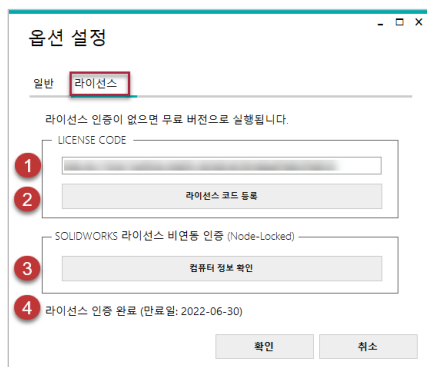 옵션 설정
일반 라이선스
라이선스 인증이 없으면 무료 버전으로 실행됩니다.
LICENSE CODE
1
2 라이선스 코드 등록
SOLIDWORKS 라이선스 비연동 인증 (Node-Locked)
3 컴퓨터 정보 확인
4 라이선스 인증 완료 (만료일: 2022-06-30)
확인 취소